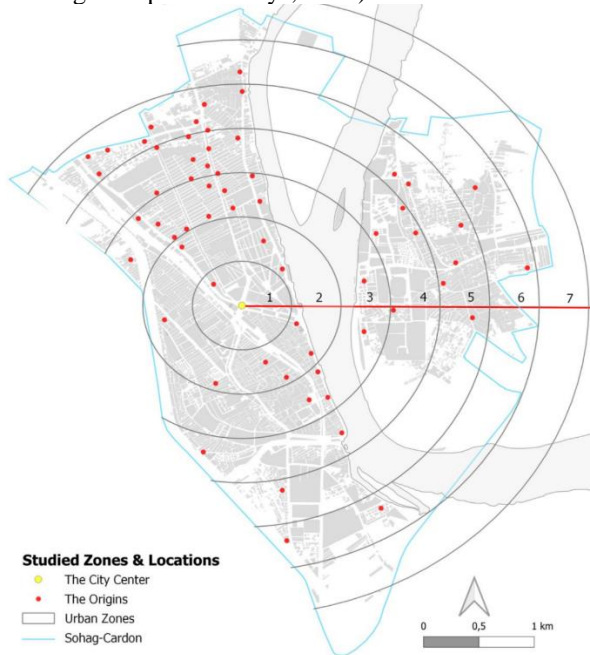 1 2 3 4 5 6 7
Studied Zones & Locations
The City Center
The Origins
Urban Zones
Sohag-Cardon
0 0,5 1 km